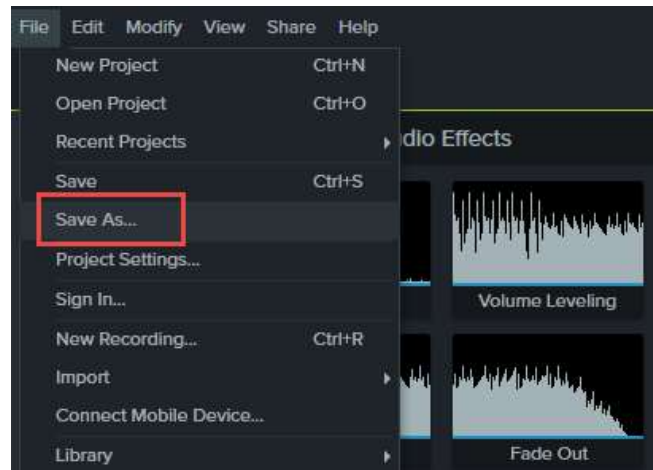 File Edit Modify View Share Help
New Project Ctrl+N
Open Project Ctrl+O
Recent Projects
Effects
Save Ctrl+S
Save As...
Project Settings...
Sign In...
Volume Leveling
New Recording... Ctrl+R
Import
Connect Mobile Device...
Library
Fade Out